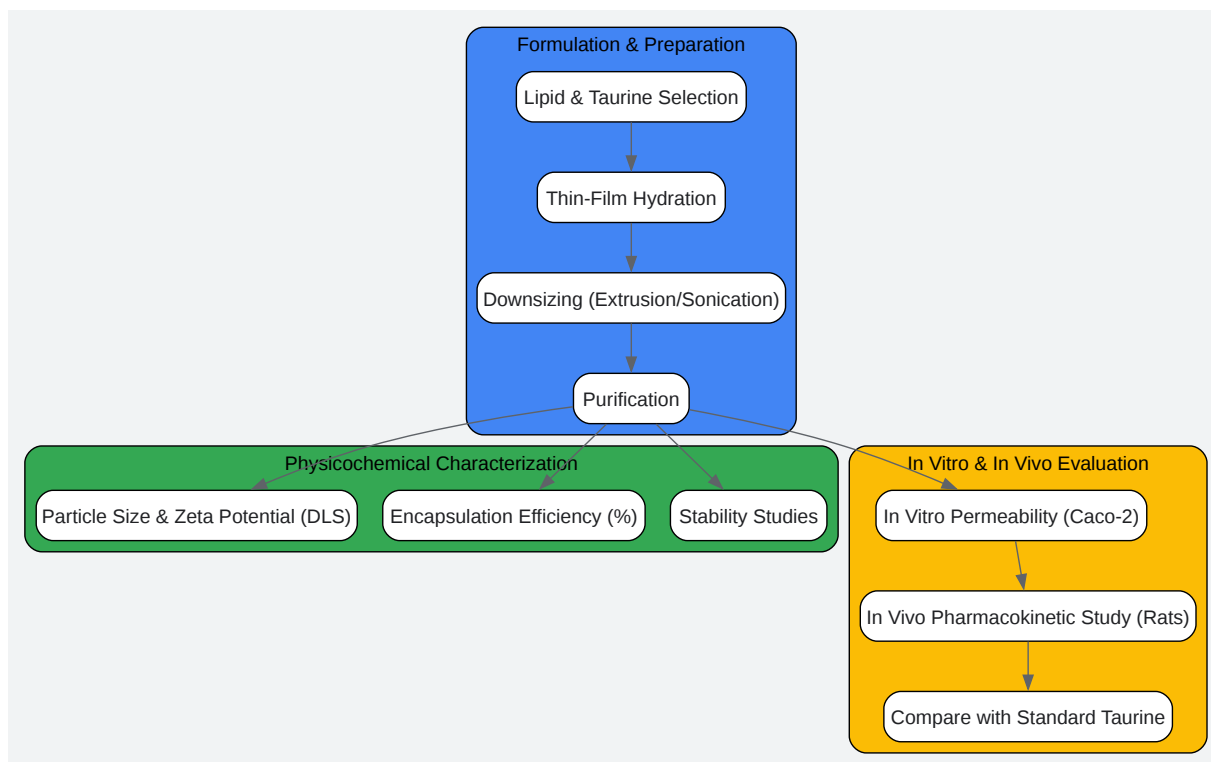 Formulation & Preparation
Lipid & Taurine Selection
Thin-Film Hydration
Downsizing (Extrusion/Sonication)
Purification
Physicochemical Characterization
Particle Size & Zeta Potential (DLS)
Encapsulation Efficiency (%)
Stability Studies
In Vitro & In Vivo Evaluation
In Vitro Permeability (Caco-2)
In Vivo Pharmacokinetic Study (Rats)
Compare with Standard Taurine